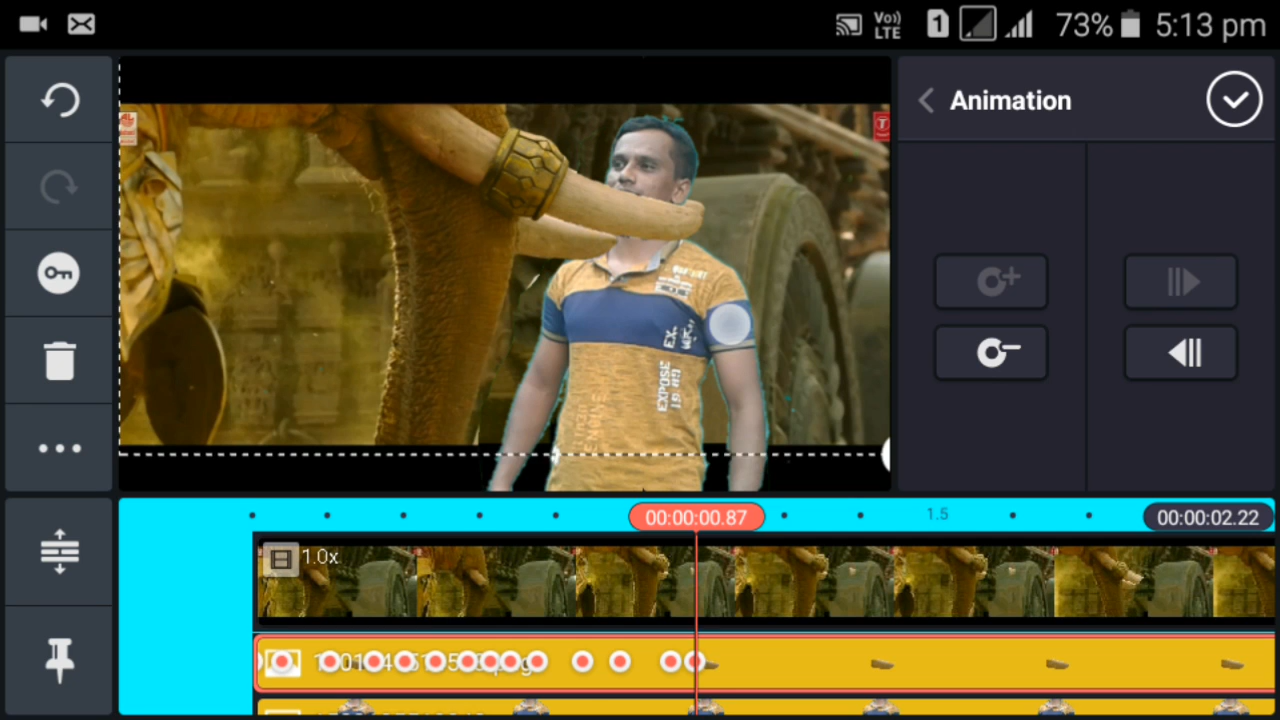 Vo))
LTE
1
73%
5:13 pm
Animation
EX-
EXPOSE
19.89
00:00:00.87
1.5
00:00:02.22
1.0x